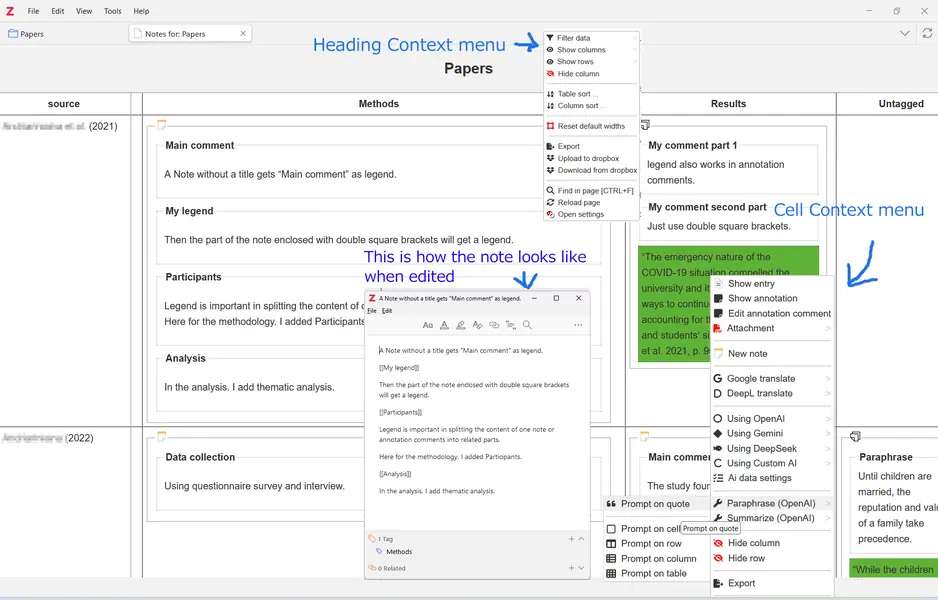 Z File Edit View Tools Help
Papers
Notes for: Papers
Heading Context menu
Papers
source
Methods
Results
Untagged
Filter data
Show columns
Show rows
Hide column
Table sort ...
Column sort ...
Reset default widths
Export
Upload to dropbox
Download from dropbox
Find in page [CTRL+F]
Reload page
Open settings
(2021)
Main comment
A Note without a title gets “Main comment” as legend.
My legend
Then the part of the note enclosed with double square brackets will get a legend.
Participants
Legend is important in splitting the content of
Here for the methodology. I added Participants
Analysis
In the analysis. I add thematic analysis.
My comment part 1
legend also works in annotation
comments.
My comment second part
Just use double square brackets.
Cell Context menu
"The emergency nature of the
COVID-19 situation compelled the
university and
ways to continu
accounting for
and students'
et al. 2021, p.
This is how the note looks like
when edited
Z A Note without a title gets "Main comment" as legend.
File Edit
A Note without a title gets "Main comment" as legend.
[[My legend]]
Then the part of the note enclosed with double square brackets
will get a legend.
[[Participants]]
Legend is important in splitting the content of one note or
annotation comments into related parts.
Here for the methodology. I added Participants.
[[Analysis]]
In the analysis. I add thematic analysis.
1 Tag
Methods
0 Related
Show entry
Show annotation
Edit annotation comment
Attachment
New note
Google translate
DeepL translate
Using OpenAI
Using Gemini
Using DeepSeek
Using Custom AI
Ai data settings
Paraphrase (OpenAI)
Summarize (OpenAI)
Hide column
Hide row
Export
Prompt on quote
Prompt on cell
Prompt on quote
Prompt on row
Prompt on column
Prompt on table
(2022)
Data collection
Using questionnaire survey and interview.
Main commen
The study foun
Paraphrase
Until children are
married, the
reputation and valu
of a family take
precedence.
"While the children